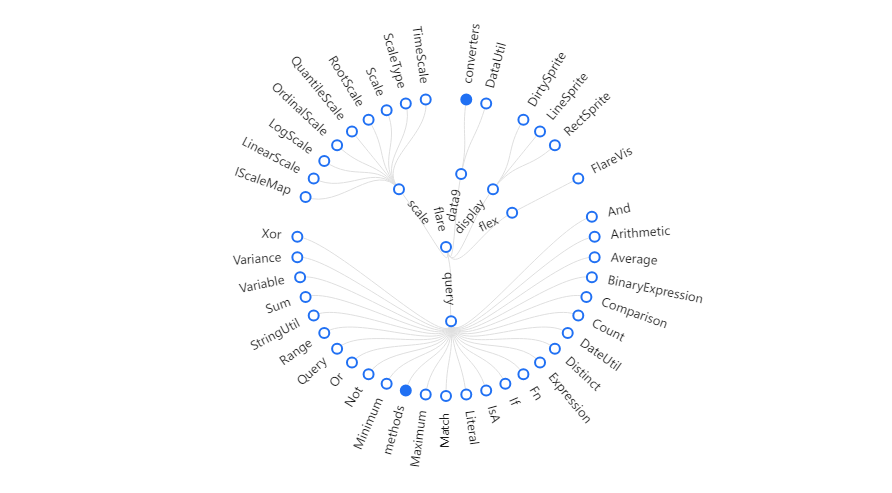 converters
DataUtil
DirtySprite
LineSprite
RectSprite
FlareVis
And
Arithmetic
Average
BinaryExpression
Comparison
Count
DateUtil
Distinct
Expression
Fn
If
IsA
Literal
Match
Maximum
methods
Minimum
Not
Or
Query
Range
StringUtil
Sum
Variable
Variance
Xor
IScaleMap
LinearScale
LogScale
OrdinalScale
QuantileScale
RootScale
Scale
ScaleType
TimeScale
scale
flare
data9
display
flex
query